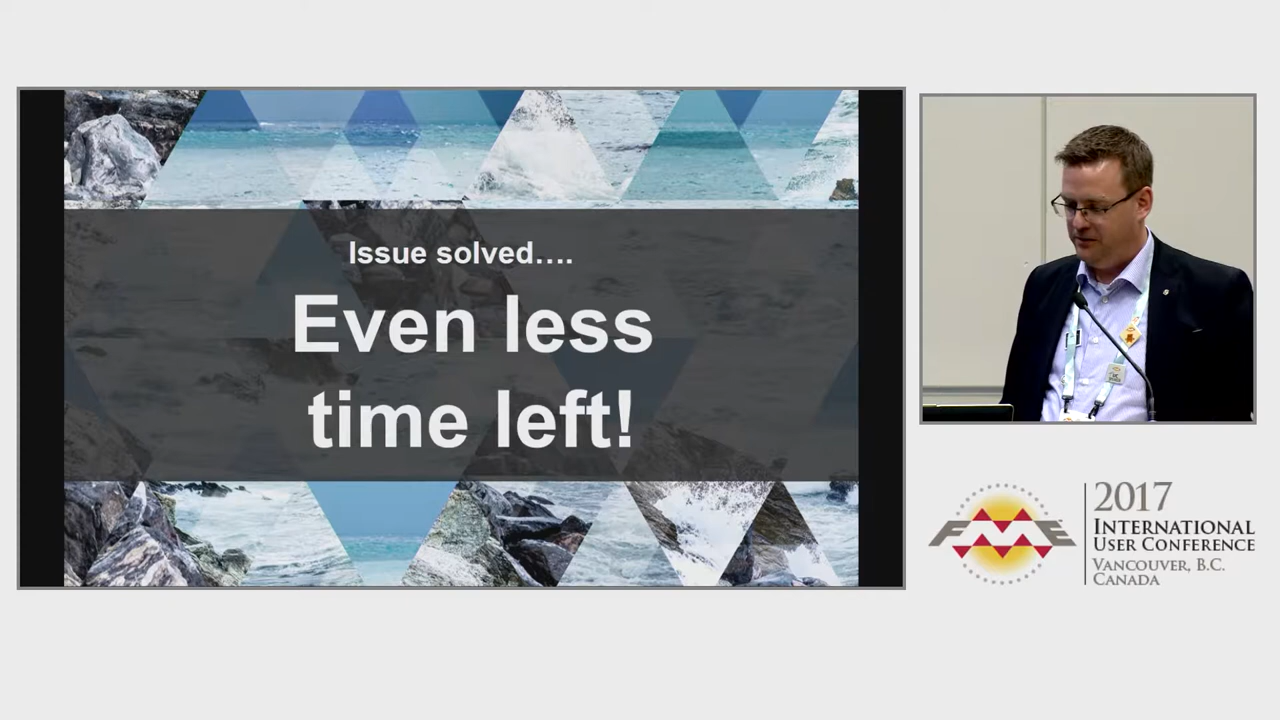 Issue solved....
Even less
time left!
FME
2017
INTERNATIONAL
USER CONFERENCE
VANCOUVER, B.C.
CANADA